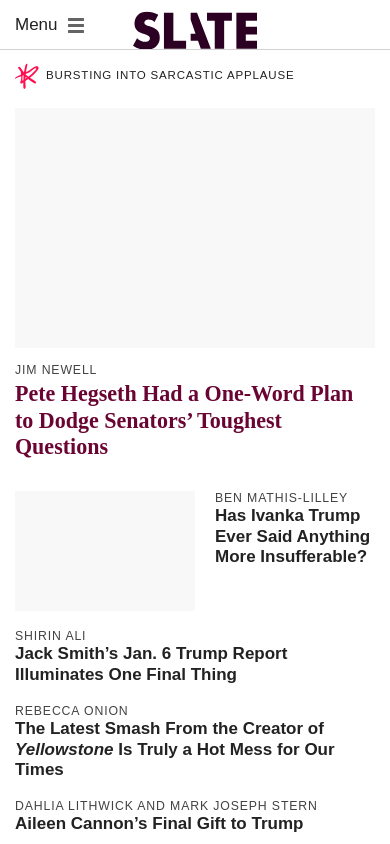 Menu
SLATE
BURSTING INTO SARCASTIC APPLAUSE
JIM NEWELL
Pete Hegseth Had a One-Word Plan
to Dodge Senators’ Toughest
Questions
BEN MATHIS-LILLEY
Has Ivanka Trump
Ever Said Anything
More Insufferable?
SHIRIN ALI
Jack Smith’s Jan. 6 Trump Report
Illuminates One Final Thing
REBECCA ONION
The Latest Smash From the Creator of
Yellowstone Is Truly a Hot Mess for Our
Times
DAHLIA LITHWICK AND MARK JOSEPH STERN
Aileen Cannon’s Final Gift to Trump